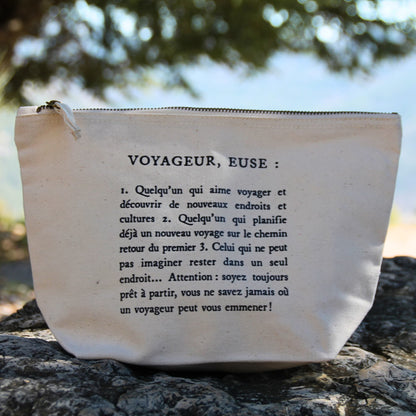 VOYAGEUR, EUSE :
1. Quelqu'un qui aime voyager et
découvrir de nouveaux endroits et
cultures 2. Quelqu'un qui planifie
déjà un nouveau voyage sur le chemin
retour du premier 3. Celui qui ne peut
pas imaginer rester dans un seul
endroit... Attention : soyez toujours
prêt à partir, vous ne savez jamais où
un voyageur peut vous emmener !